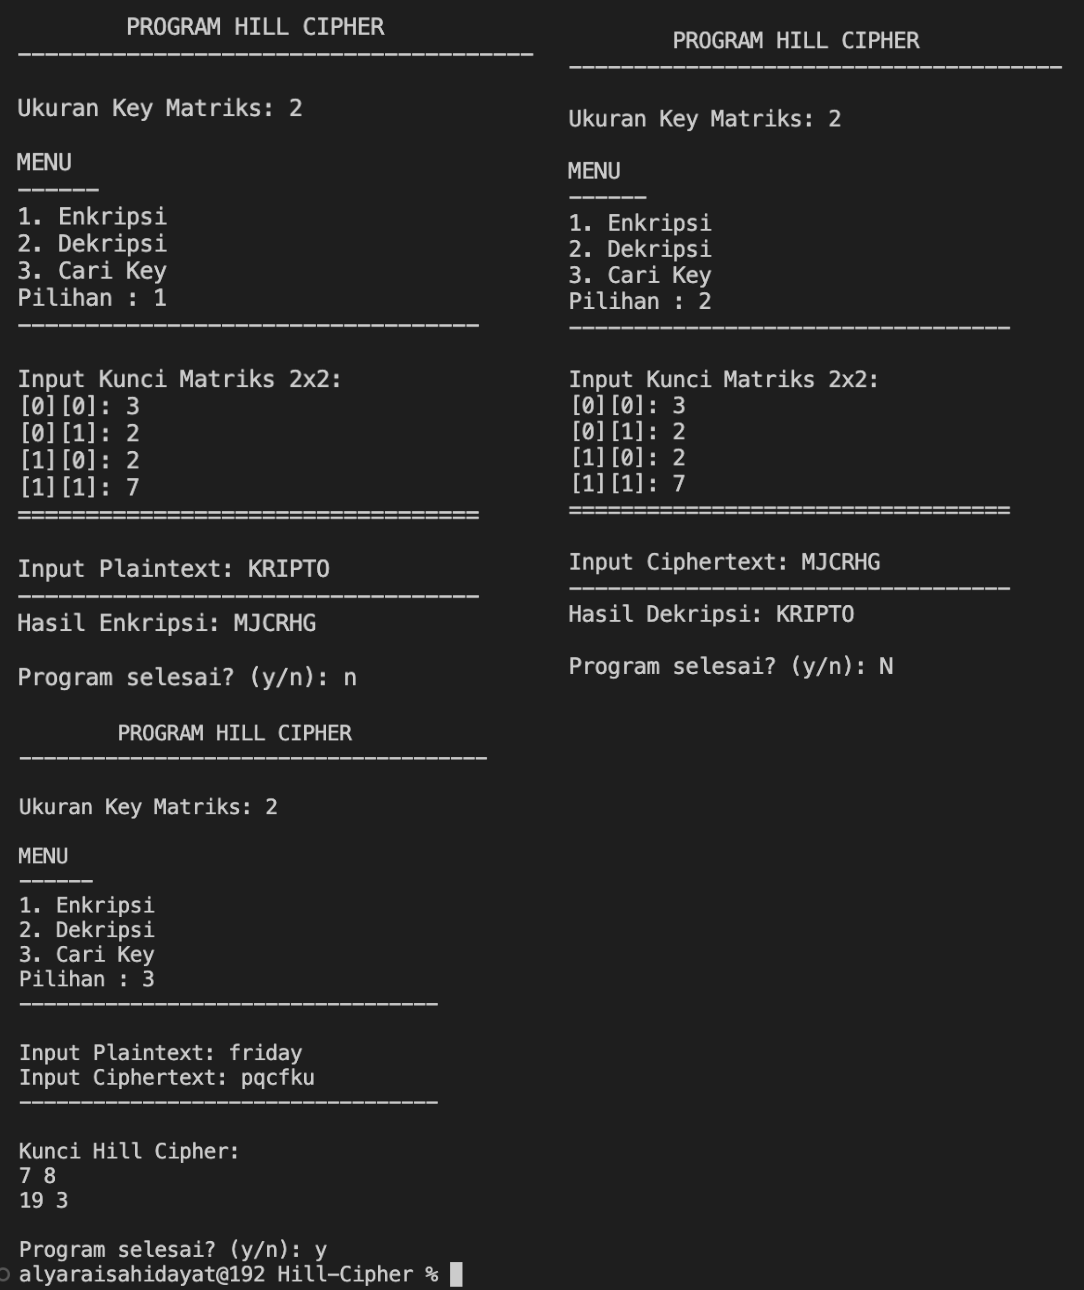 PROGRAM HILL CIPHER
--------------------------------------
Ukuran Key Matriks: 2
MENU
------
1. Enkripsi
2. Dekripsi
3. Cari Key
Pilihan : 1
----------------------------------
Input Kunci Matriks 2x2:
[0][0]: 3
[0][1]: 2
[1][0]: 2
[1][1]: 7
==================================
Input Plaintext: KRIPTO
----------------------------------
Hasil Enkripsi: MJCRHG
Program selesai? (y/n): n
PROGRAM HILL CIPHER
--------------------------------------
Ukuran Key Matriks: 2
MENU
------
1. Enkripsi
2. Dekripsi
3. Cari Key
Pilihan : 2
----------------------------------
Input Kunci Matriks 2x2:
[0][0]: 3
[0][1]: 2
[1][0]: 2
[1][1]: 7
==================================
Input Ciphertext: MJCRHG
----------------------------------
Hasil Dekripsi: KRIPTO
Program selesai? (y/n): N
PROGRAM HILL CIPHER
--------------------------------------
Ukuran Key Matriks: 2
MENU
------
1. Enkripsi
2. Dekripsi
3. Cari Key
Pilihan : 3
----------------------------------
Input Plaintext: friday
Input Ciphertext: pqcfku
----------------------------------
Kunci Hill Cipher:
7 8
19 3
Program selesai? (y/n): y
alyaraisahidayat@192 Hill-Cipher %